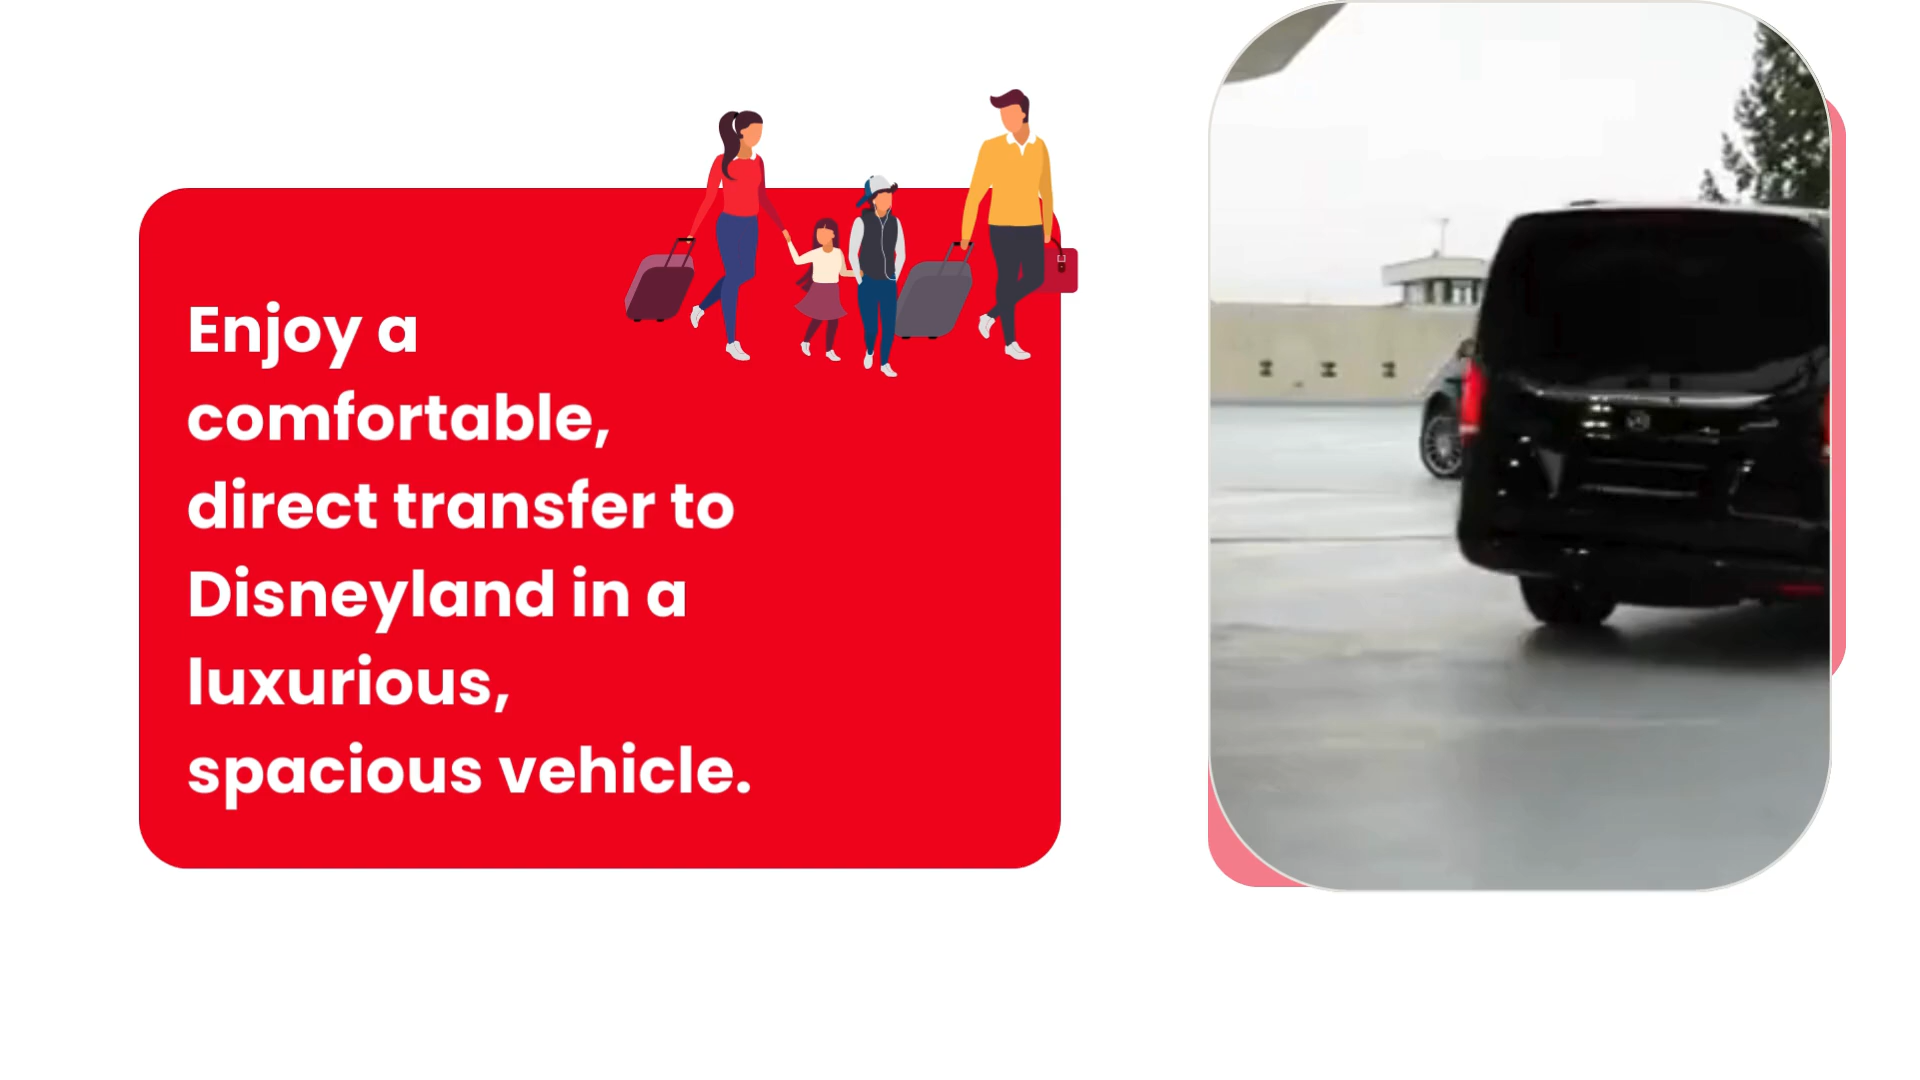 Enjoy a
comfortable,
direct transfer to
Disneyland in a
luxurious,
spacious vehicle.